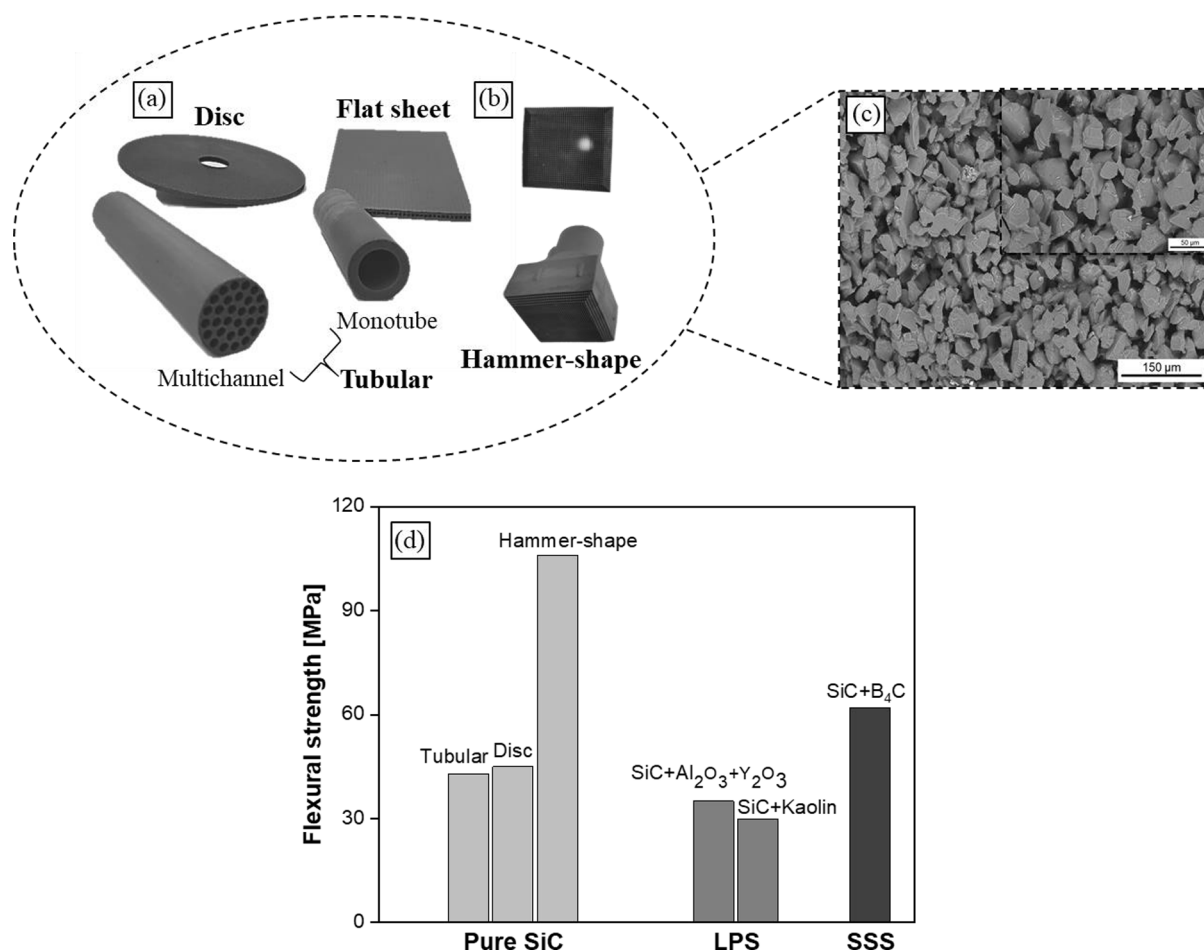 (a)
Disc
Flat sheet
(b)
Monotube
Multichannel
Tubular
Hammer-shape
(c)
50 µm
150 µm
(d)
Flexural strength [MPa]
120
90
60
30
0
Tubular
Disc
Hammer-shape
SiC+Al₂O₃+Y₂O₃
SiC+Kaolin
SiC+B₄C
Pure SiC
LPS
SSS